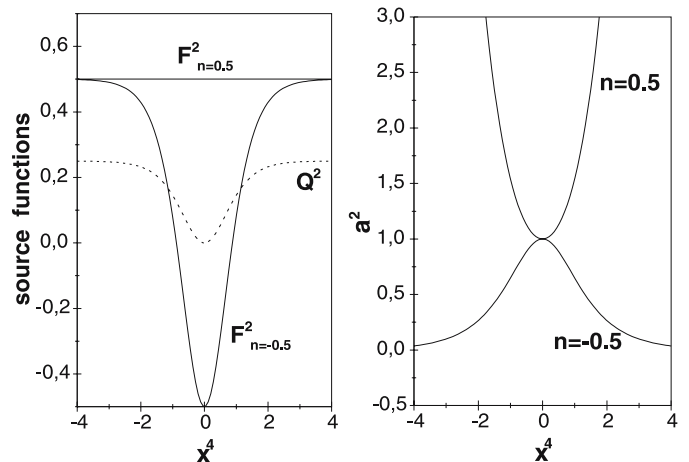 source functions
0,6
0,4
0,2
0,0
-0,2
-0,4
F²n=0.5
Q²
F²n=-0.5
-4 -2 0 2 4
x⁴
a²
3,0
2,5
2,0
1,5
1,0
0,5
0,0
-0,5
n=0.5
n=-0.5
-4 -2 0 2 4
x⁴